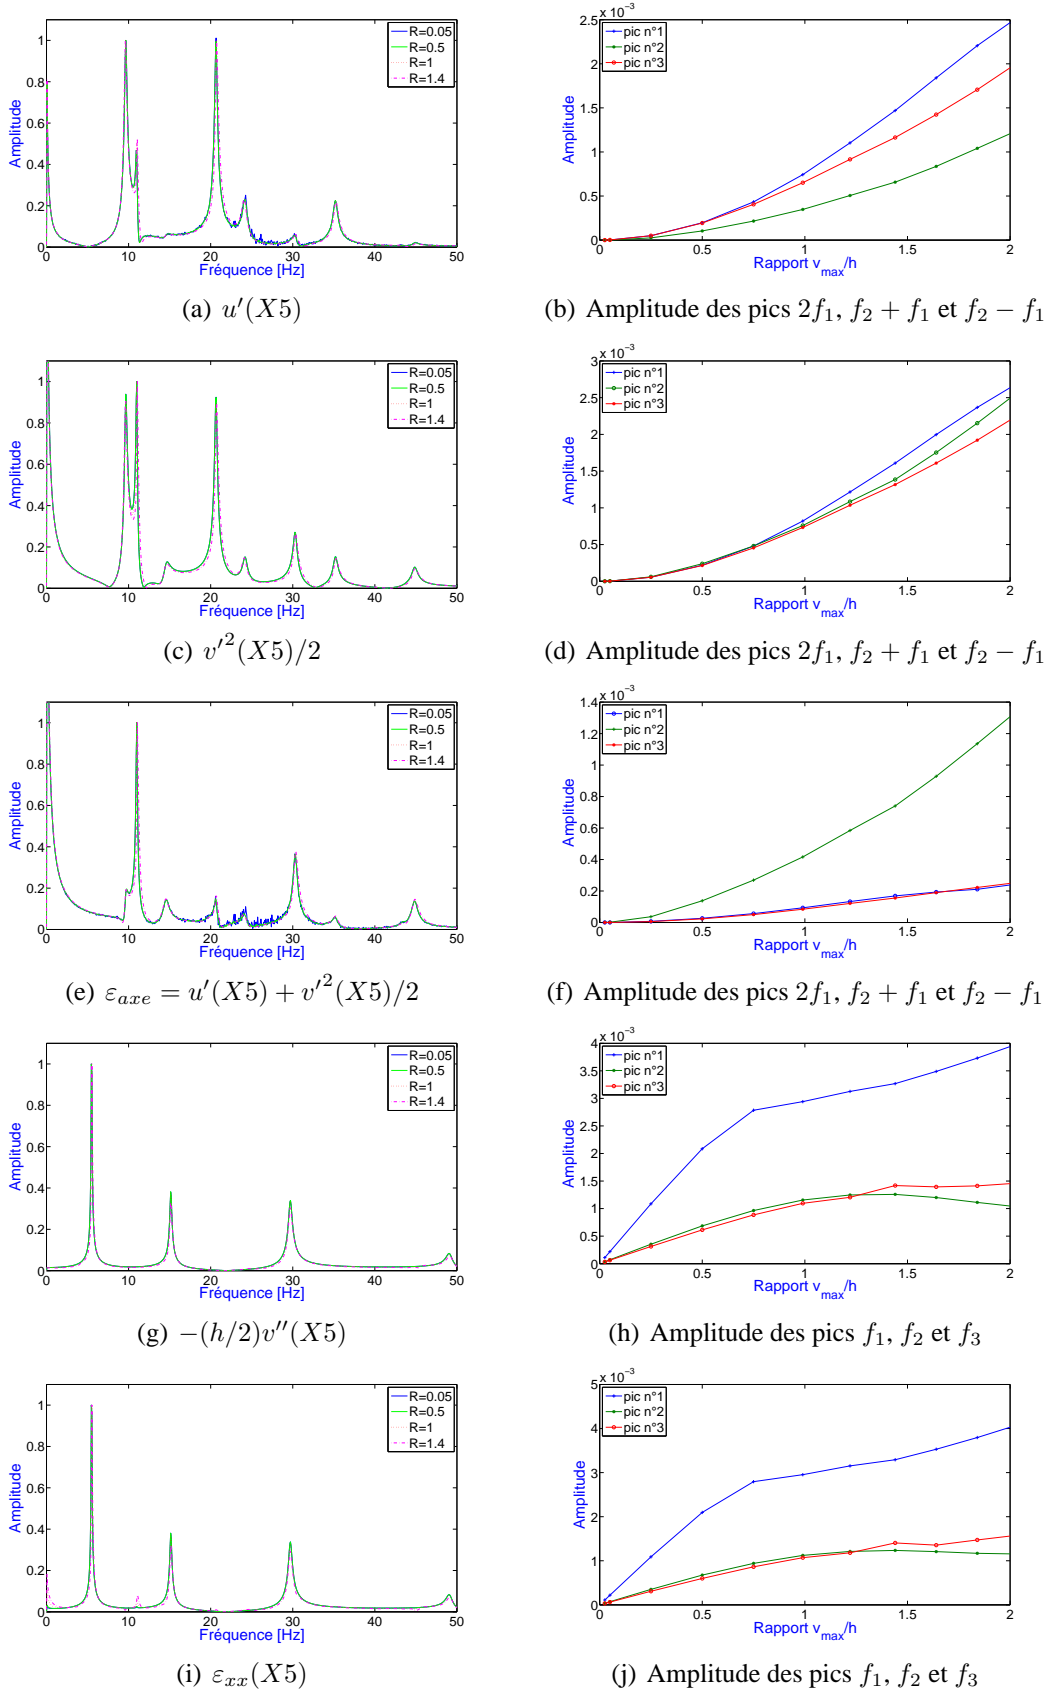 Amplitude
1
0.8
0.6
0.4
0.2
0
0 10 20 30 40 50
Fréquence [Hz]
R=0.05
R=0.5
R=1
R=1.4
(a) u′(X5)
x 10⁻³
2.5
2
1.5
1
0.5
0
0 0.5 1 1.5 2
Amplitude
Rapport v_max/h
pic n°1
pic n°2
pic n°3
(b) Amplitude des pics 2f₁, f₂ + f₁ et f₂ − f₁
Amplitude
1
0.8
0.6
0.4
0.2
0
0 10 20 30 40 50
Fréquence [Hz]
R=0.05
R=0.5
R=1
R=1.4
(c) v′²(X5)/2
x 10⁻³
3
2.5
2
1.5
1
0.5
0
0 0.5 1 1.5 2
Amplitude
Rapport v_max/h
pic n°1
pic n°2
pic n°3
(d) Amplitude des pics 2f₁, f₂ + f₁ et f₂ − f₁
Amplitude
1
0.8
0.6
0.4
0.2
0
0 10 20 30 40 50
Fréquence [Hz]
R=0.05
R=0.5
R=1
R=1.4
(e) ε_axe = u′(X5) + v′²(X5)/2
x 10⁻³
1.4
1.2
1
0.8
0.6
0.4
0.2
0
0 0.5 1 1.5 2
Amplitude
Rapport v_max/h
pic n°1
pic n°2
pic n°3
(f) Amplitude des pics 2f₁, f₂ + f₁ et f₂ − f₁
Amplitude
1
0.8
0.6
0.4
0.2
0
0 10 20 30 40 50
Fréquence [Hz]
R=0.05
R=0.5
R=1
R=1.4
(g) −(h/2)v″(X5)
x 10⁻³
4
3.5
3
2.5
2
1.5
1
0.5
0
0 0.5 1 1.5 2
Amplitude
Rapport v_max/h
pic n°1
pic n°2
pic n°3
(h) Amplitude des pics f₁, f₂ et f₃
Amplitude
1
0.8
0.6
0.4
0.2
0
0 10 20 30 40 50
Fréquence [Hz]
R=0.05
R=0.5
R=1
R=1.4
(i) ε_xx(X5)
x 10⁻³
5
4
3
2
1
0
0 0.5 1 1.5 2
Amplitude
Rapport v_max/h
pic n°1
pic n°2
pic n°3
(j) Amplitude des pics f₁, f₂ et f₃